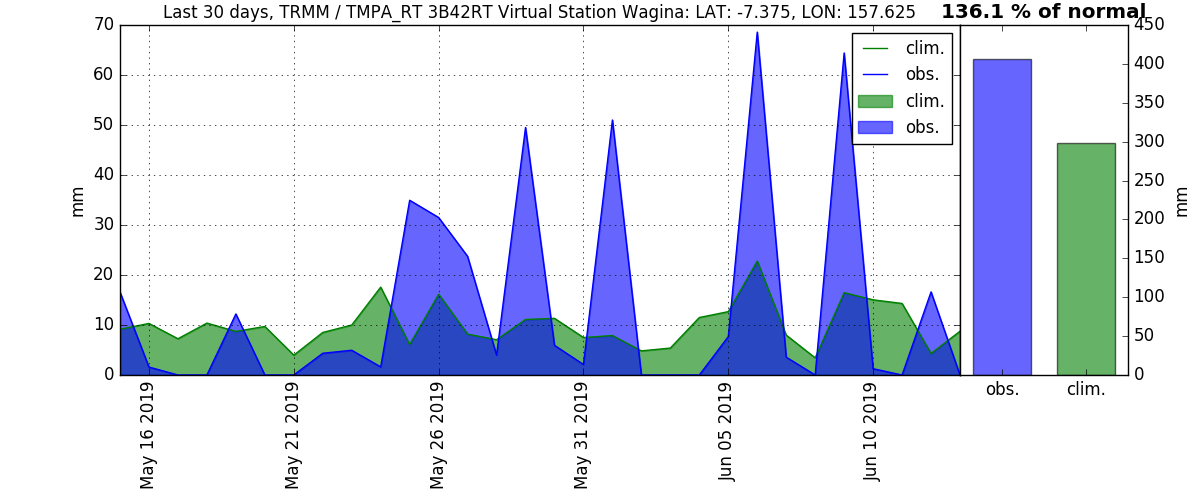 Last 30 days, TRMM / TMPA_RT 3B42RT Virtual Station Wagina: LAT: -7.375, LON: 157.625
136.1 % of normal
70
60
50
40
30
20
10
0
mm
clim.
obs.
clim.
obs.
450
400
350
300
250
200
150
100
50
0
mm
May 16 2019
May 21 2019
May 26 2019
May 31 2019
Jun 05 2019
Jun 10 2019
obs.
clim.